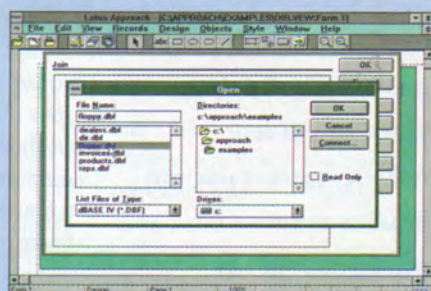 Lotus Approach - [C:\APPROACH\EXAMPLES\DBLVIEW:Form 1]
File Edit View Records Design Objects Style Window Help
abc
Join
OK
Open
File Name:
floppy.dbf
Directories:
c:\approach\examples
OK
Cancel
Connect...
dealers.dbf
floppy.dbf
invoices.dbf
products.dbf
reps.dbf
c:\
approach
examples
Read Only
List Files of Type:
dBASE IV (*.DBF)
Drives:
c: